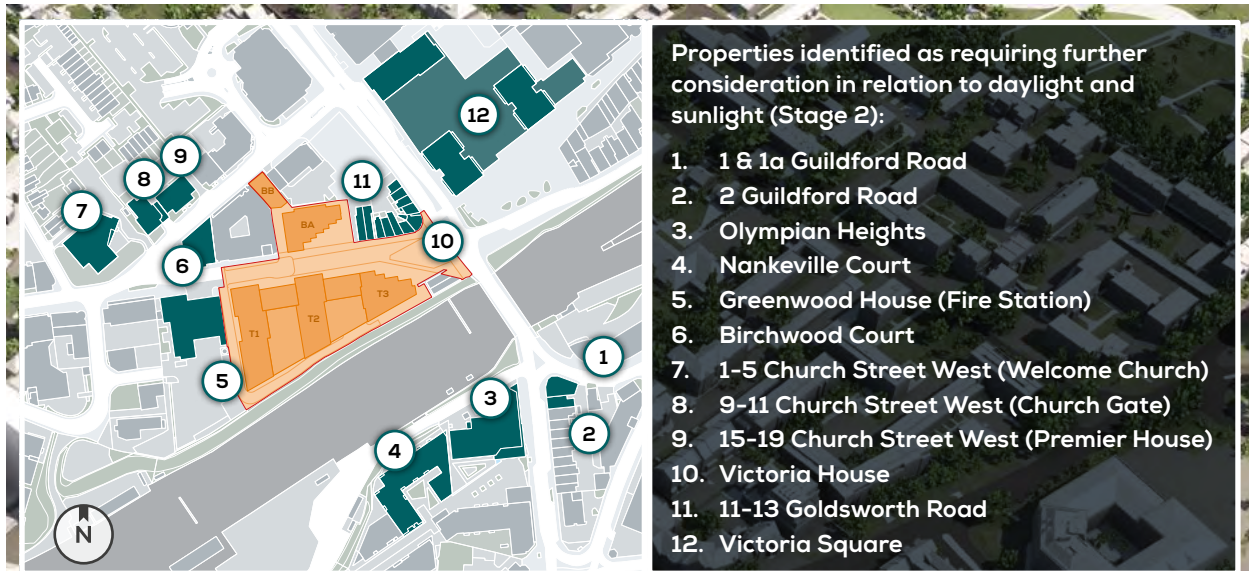 12
9
8
11
7
BB
BA
10
6
T3
T2
T1
1
5
3
2
4
N
Properties identified as requiring further
consideration in relation to daylight and
sunlight (Stage 2):
1. 1 & 1a Guildford Road
2. 2 Guildford Road
3. Olympian Heights
4. Nankeville Court
5. Greenwood House (Fire Station)
6. Birchwood Court
7. 1-5 Church Street West (Welcome Church)
8. 9-11 Church Street West (Church Gate)
9. 15-19 Church Street West (Premier House)
10. Victoria House
11. 11-13 Goldsworth Road
12. Victoria Square